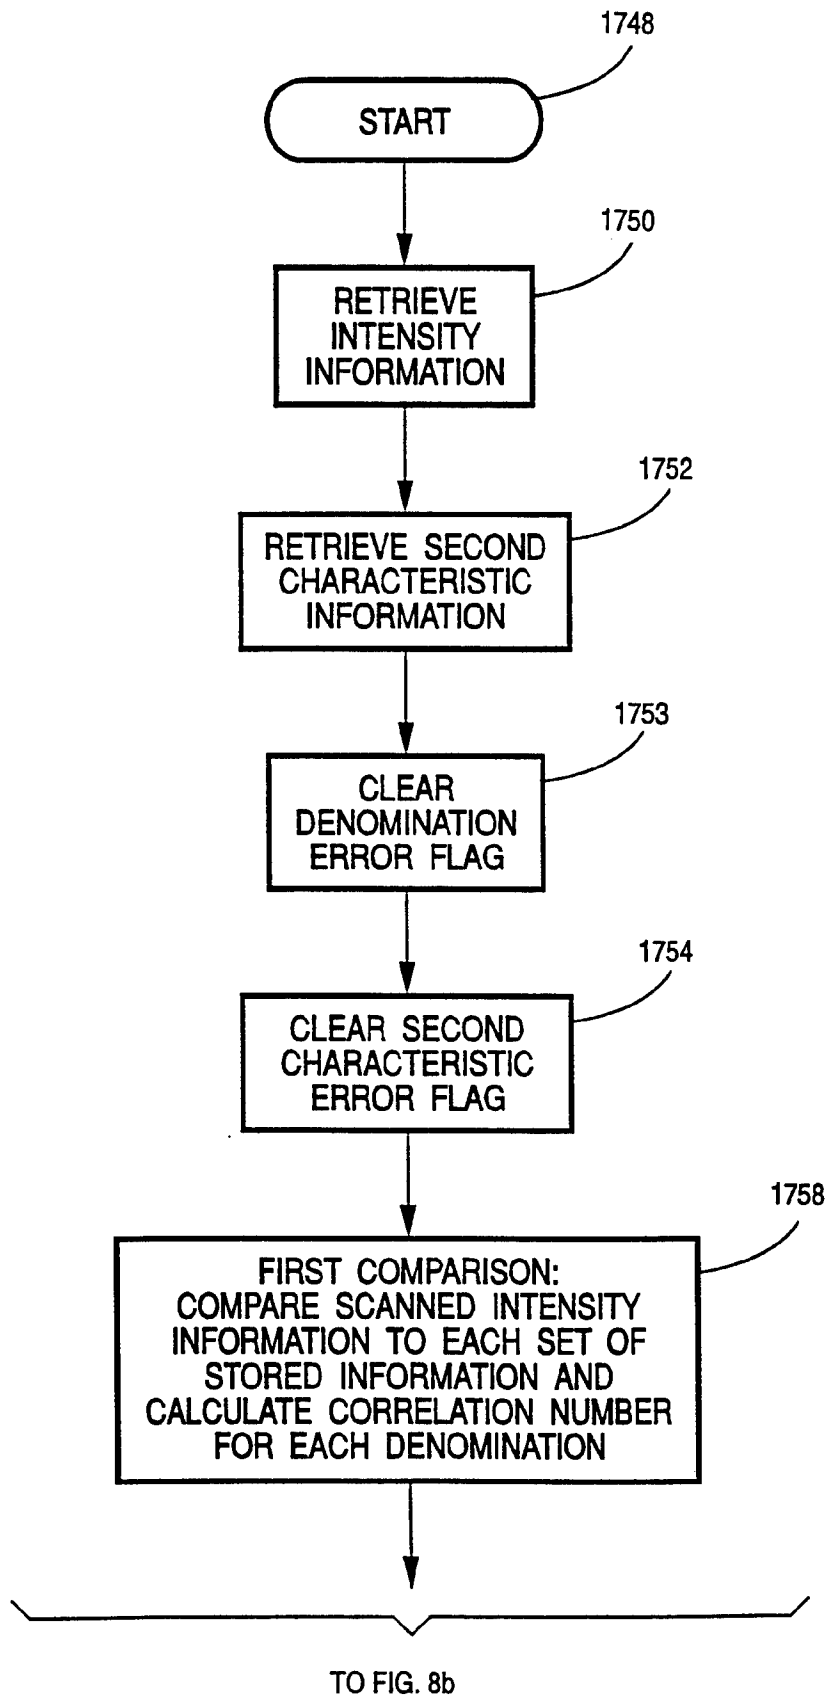 1748
START
1750
RETRIEVE
INTENSITY
INFORMATION
1752
RETRIEVE SECOND
CHARACTERISTIC
INFORMATION
1753
CLEAR
DENOMINATION
ERROR FLAG
1754
CLEAR SECOND
CHARACTERISTIC
ERROR FLAG
1758
FIRST COMPARISON:
COMPARE SCANNED INTENSITY
INFORMATION TO EACH SET OF
STORED INFORMATION AND
CALCULATE CORRELATION NUMBER
FOR EACH DENOMINATION
TO FIG. 8b